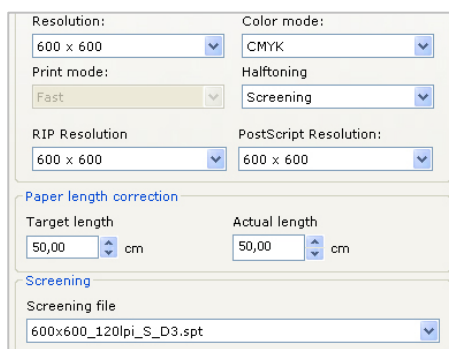 Resolution: Color mode:
600 x 600 CMYK
Print mode: Halftoning
Fast Screening
RIP Resolution PostScript Resolution:
600 x 600 600 x 600
Paper length correction
Target length Actual length
50,00 cm 50,00 cm
Screening
Screening file
600x600_120lpi_S_D3.spt